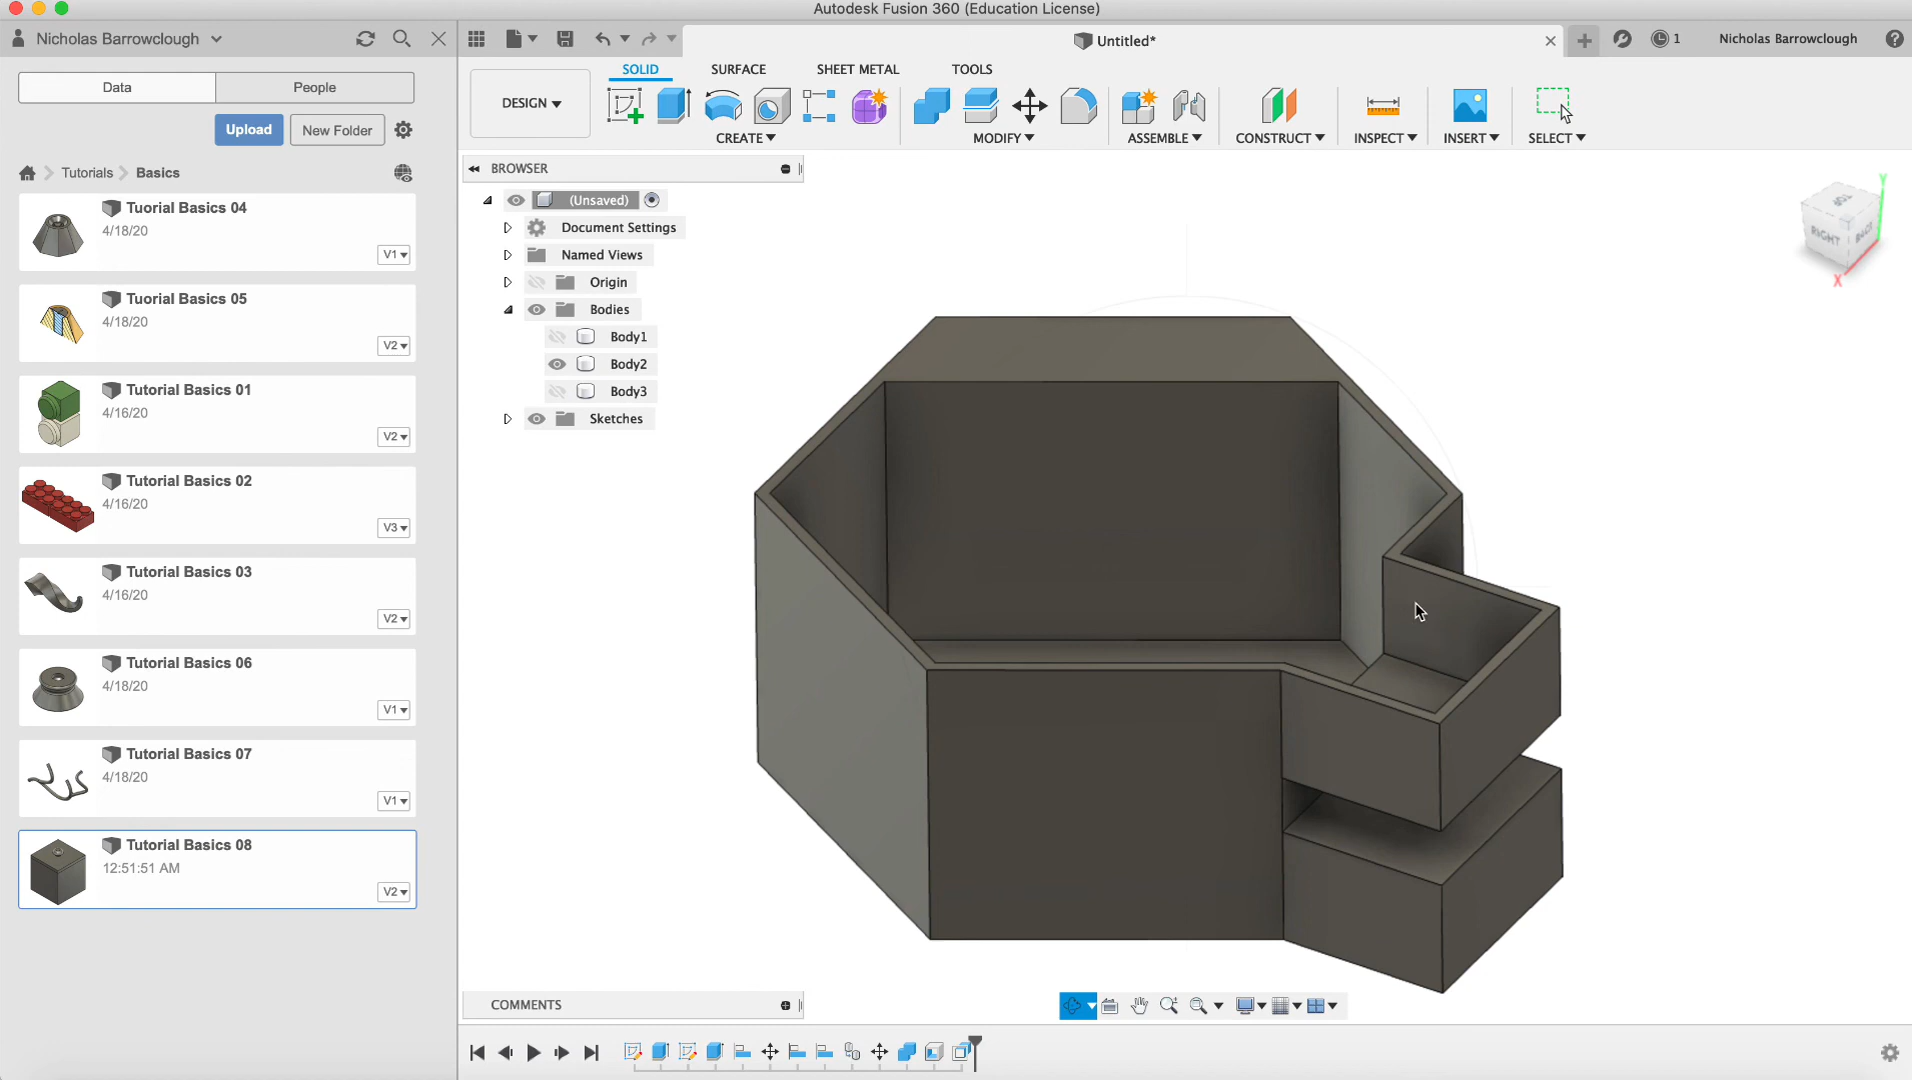 Autodesk Fusion 360 (Education License)
Nicholas Barrowclough
Untitled*
1
Nicholas Barrowclough
Data
People
Upload
New Folder
Tutorials
Basics
Tuorial Basics 04
4/18/20
V1
Tuorial Basics 05
4/18/20
V2
Tutorial Basics 01
4/16/20
V2
Tutorial Basics 02
4/16/20
V3
Tutorial Basics 03
4/16/20
V2
Tutorial Basics 06
4/18/20
V1
Tutorial Basics 07
4/18/20
V1
Tutorial Basics 08
12:51:51 AM
V2
SOLID
SURFACE
SHEET METAL
TOOLS
DESIGN
CREATE
MODIFY
ASSEMBLE
CONSTRUCT
INSPECT
INSERT
SELECT
BROWSER
(Unsaved)
Document Settings
Named Views
Origin
Bodies
Body1
Body2
Body3
Sketches
TOP
RIGHT
BACK
Y
X
COMMENTS